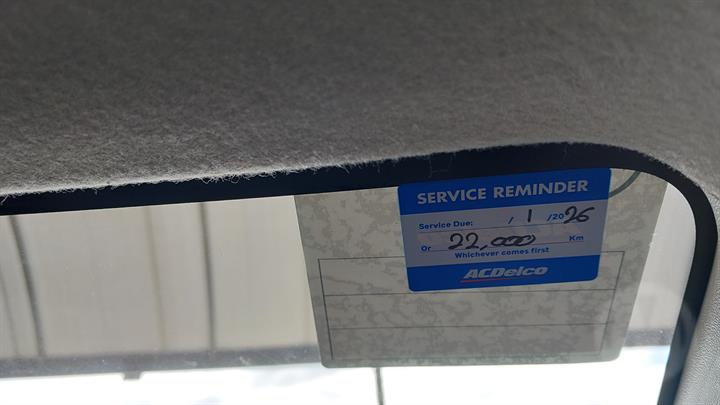 SERVICE REMINDER
Service Due: / 1 /2026
Or 22,000 Km
Whichever comes first
ACDelco